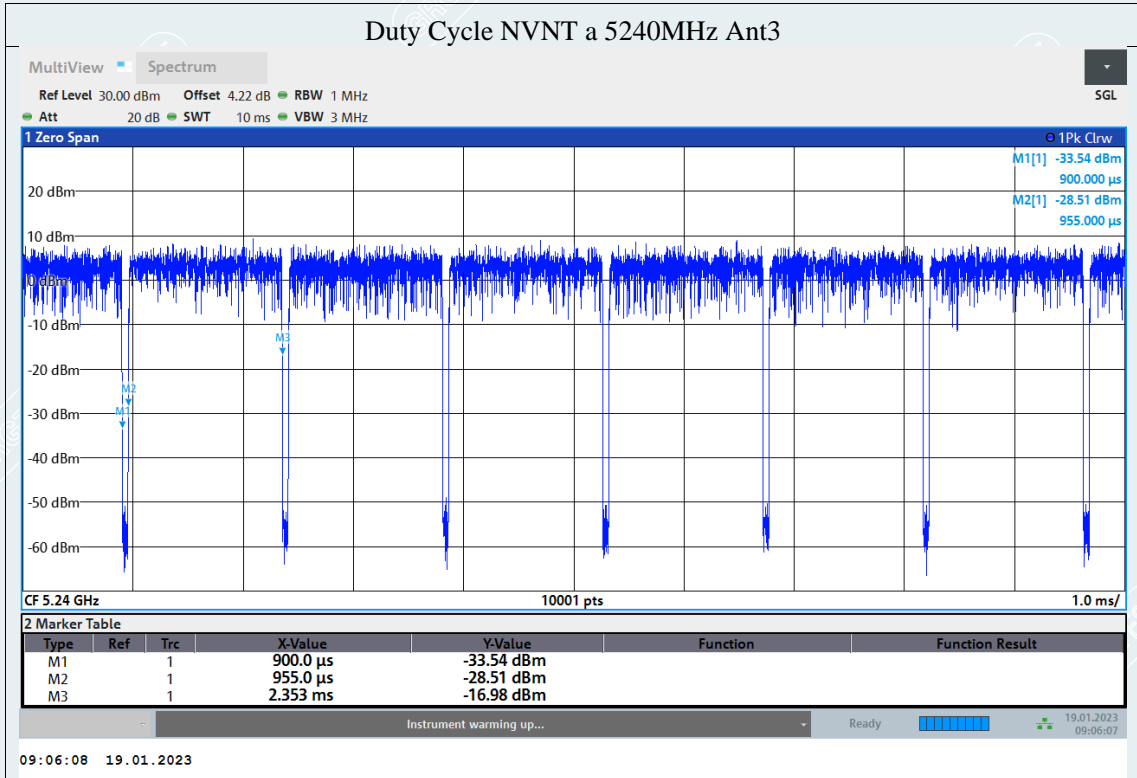 Duty Cycle NVNT a 5240MHz Ant3
MultiView Spectrum
Ref Level 30.00 dBm Offset 4.22 dB RBW 1 MHz SGL
Att 20 dB SWT 10 ms VBW 3 MHz
1 Zero Span 1Pk Clrw
M1[1] -33.54 dBm
900.000 µs
M2[1] -28.51 dBm
955.000 µs
20 dBm
10 dBm
0 dBm
-10 dBm
M3
-20 dBm
M2
-30 dBm
M1
-40 dBm
-50 dBm
-60 dBm
CF 5.24 GHz 10001 pts 1.0 ms/
2 Marker Table
Type Ref Trc X-Value Y-Value Function Function Result
M1 1 900.0 µs -33.54 dBm
M2 1 955.0 µs -28.51 dBm
M3 1 2.353 ms -16.98 dBm
Instrument warming up... Ready 19.01.2023
09:06:07
09:06:08 19.01.2023